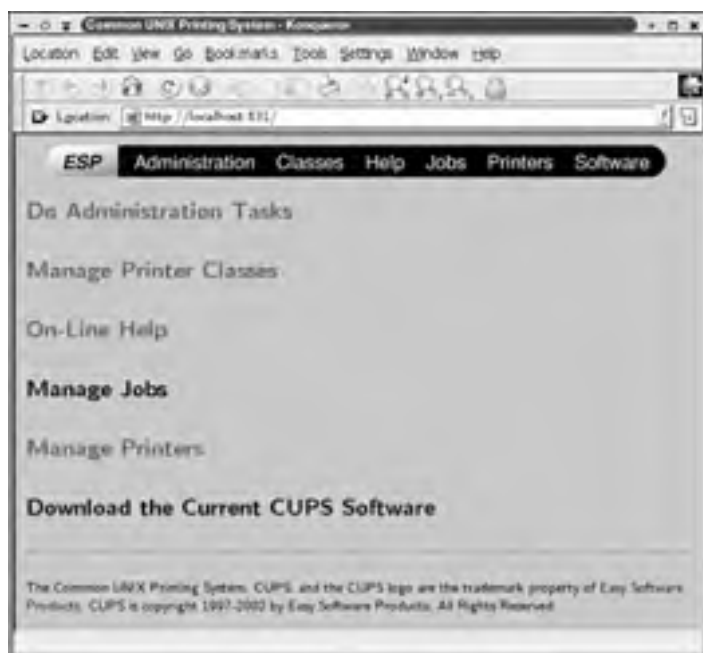 Common UNIX Printing System - Konqueror
Location Edit View Go Bookmarks Tools Settings Window Help
Location http://localhost:631/
ESP Administration Classes Help Jobs Printers Software
Do Administration Tasks
Manage Printer Classes
On-Line Help
Manage Jobs
Manage Printers
Download the Current CUPS Software
The Common UNIX Printing System, CUPS, and the CUPS logo are the trademark property of Easy Software
Products. CUPS is copyright 1997-2002 by Easy Software Products, All Rights Reserved.